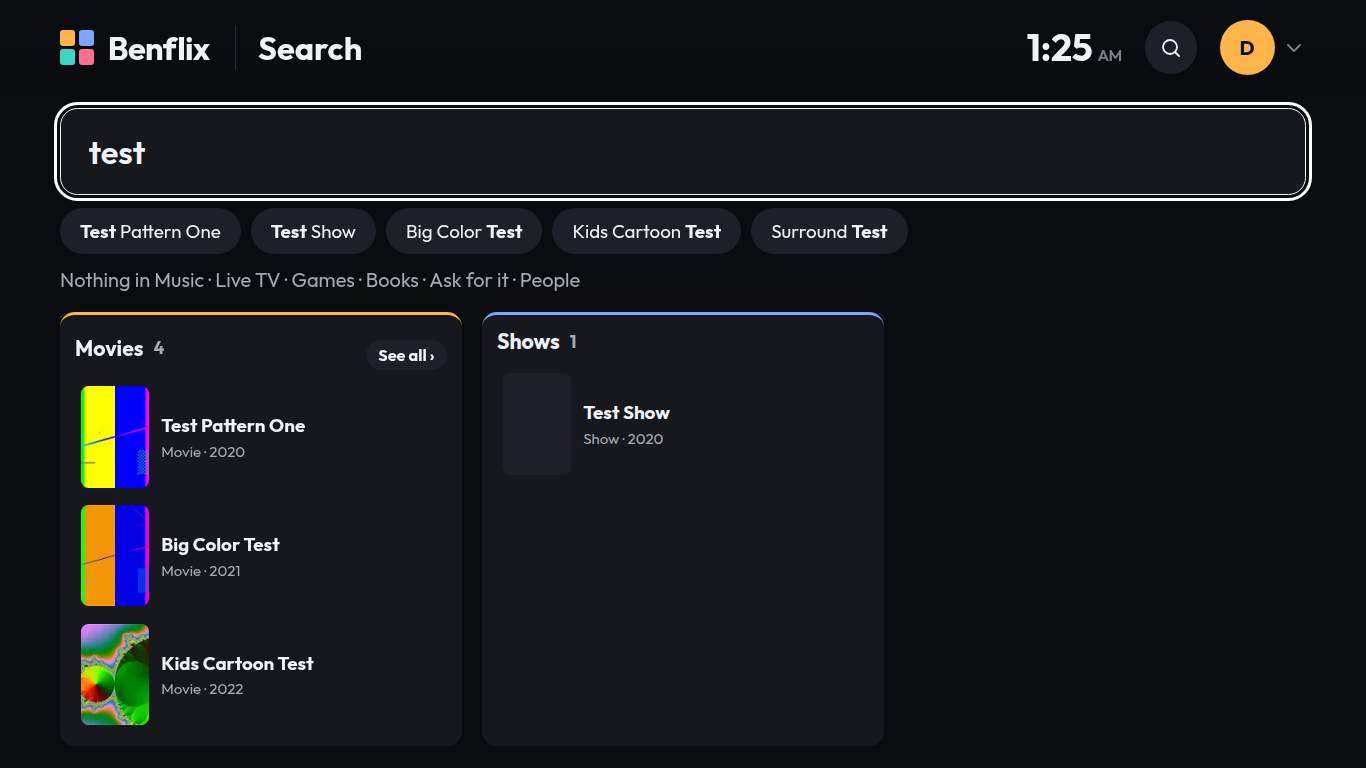 Benflix
Search
1:25 AM
D
test
Test Pattern One
Test Show
Big Color Test
Kids Cartoon Test
Surround Test
Nothing in Music · Live TV · Games · Books · Ask for it · People
Movies 4
See all ›
Test Pattern One
Movie · 2020
Big Color Test
Movie · 2021
Kids Cartoon Test
Movie · 2022
Shows 1
Test Show
Show · 2020